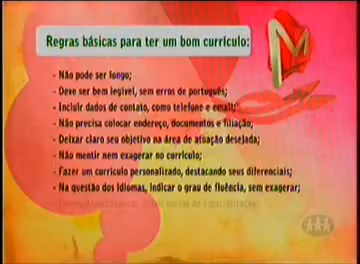 Regras básicas para ter um bom currículo:
M
- Não pode ser longo;
- Deve ser bem legível, sem erros de português;
- Incluir dados de contato, como telefone e email;
- Não precisa colocar endereço, documentos e filiação;
- Deixar claro seu objetivo na área de atuação desejada;
- Não mentir nem exagerar no currículo;
- Fazer um currículo personalizado, destacando seus diferenciais;
- Na questão dos idiomas, indicar o grau de fluência, sem exagerar;